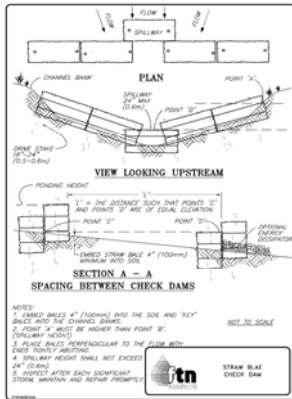 FLOW
FLOW
FLOW
SPILLWAY
PLAN
CHANNEL BANK
POINT 'A'
SPILLWAY
24" MAX
(0.6m)
POINT 'B'
DRIVE STAKE
18"-24"
(0.5-0.6m)
VIEW LOOKING UPSTREAM
PONDING HEIGHT
'L'
'L' = THE DISTANCE SUCH THAT POINTS 'C'
AND POINTS 'D' ARE OF EQUAL ELEVATION.
POINT 'C'
POINT 'D'
OPTIONAL
ENERGY
DISSIPATOR
EMBED STRAW BALE 4" (100mm)
MINIMUM INTO SOIL
SECTION A - A
SPACING BETWEEN CHECK DAMS
NOTES:
1. EMBED BALES 4" (100mm) INTO THE SOIL AND "KEY"
BALES INTO THE CHANNEL BANKS.
2. POINT 'A' MUST BE HIGHER THAN POINT 'B'.
(SPILLWAY HEIGHT)
3. PLACE BALES PERPENDICULAR TO THE FLOW WITH
ENDS TIGHTLY ABUTTING.
4. SPILLWAY HEIGHT SHALL NOT EXCEED
24" (0.6m).
5. INSPECT AFTER EACH SIGNIFICANT
STORM, MAINTAIN AND REPAIR PROMPTLY.
NOT TO SCALE
ftn
Associates Ltd.
STRAW BLAE
CHECK DAM